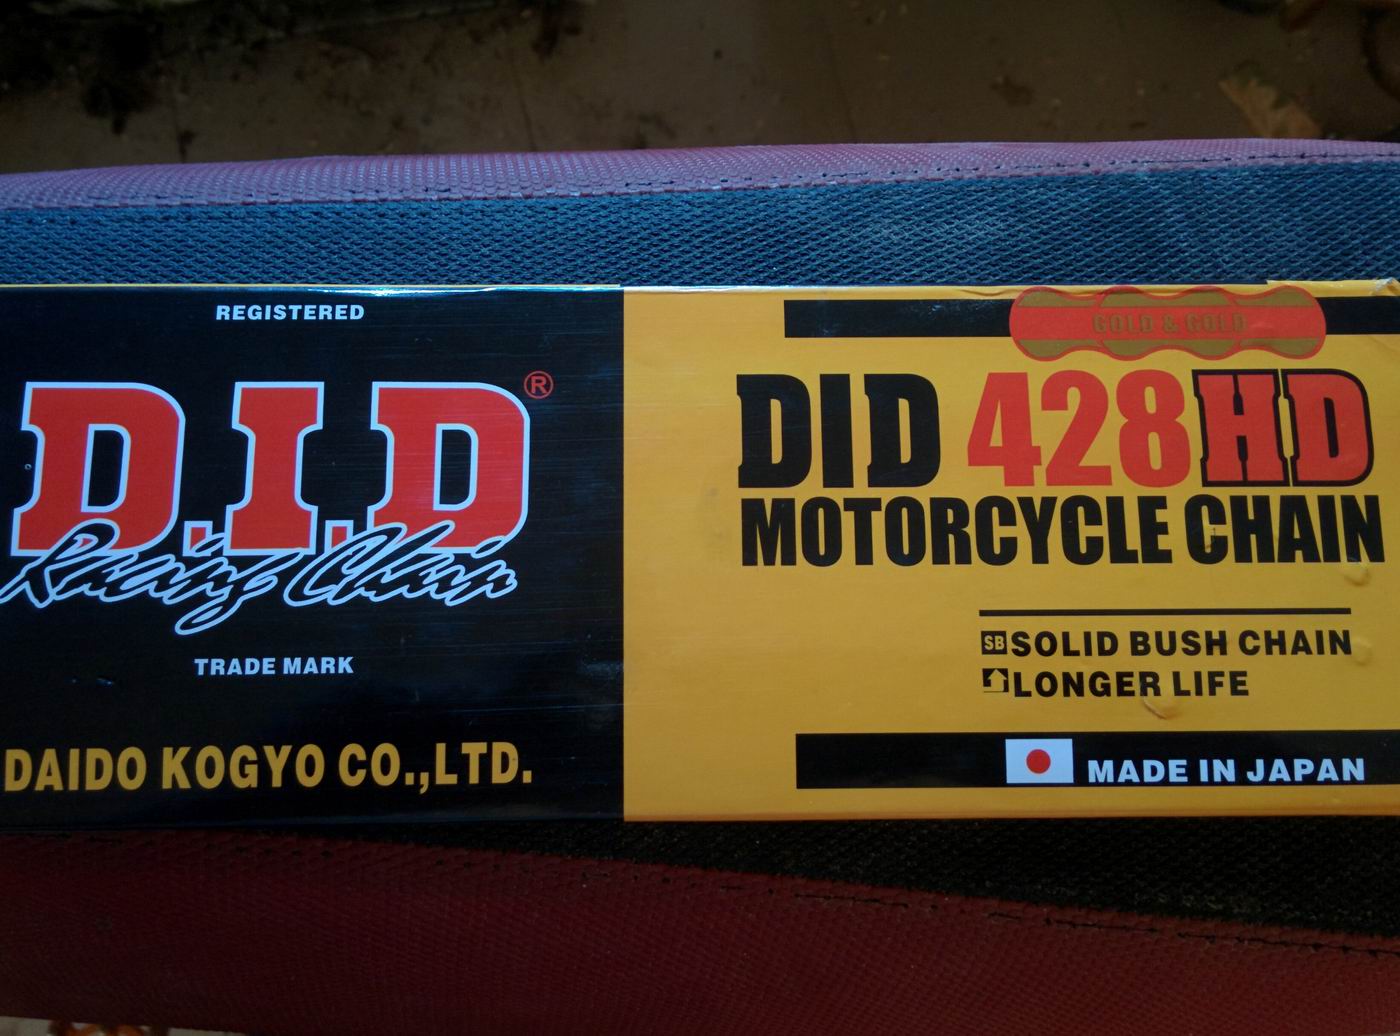 REGISTERED
D.I.D®
Racing Chain
TRADE MARK
DAIDO KOGYO CO.,LTD.
GOLD & GOLD
DID 428HD
MOTORCYCLE CHAIN
SB SOLID BUSH CHAIN
LONGER LIFE
MADE IN JAPAN